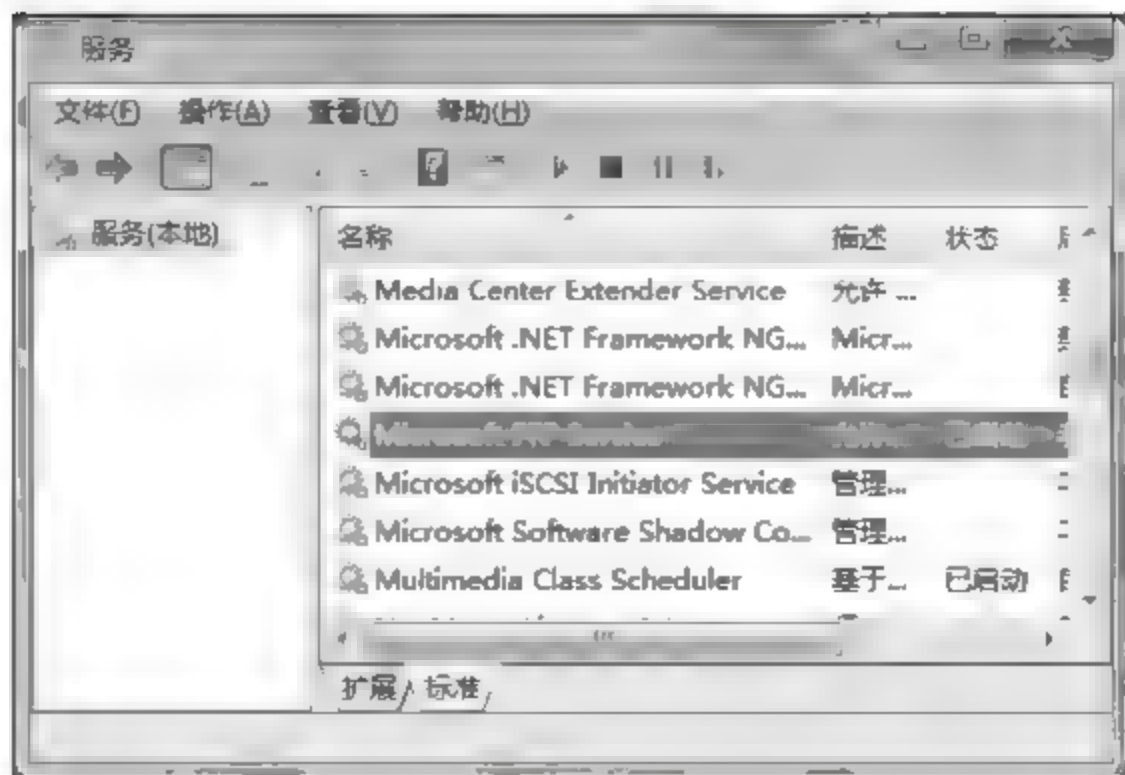 服务
文件(F) 操作(A) 查看(V) 帮助(H)
服务(本地)
名称 描述 状态
Media Center Extender Service 允许 ...
Microsoft .NET Framework NG... Micr...
Microsoft .NET Framework NG... Micr...
Microsoft FTP Service
Microsoft iSCSI Initiator Service 管理...
Microsoft Software Shadow Co... 管理...
Multimedia Class Scheduler 基于... 已启动
扩展 标准